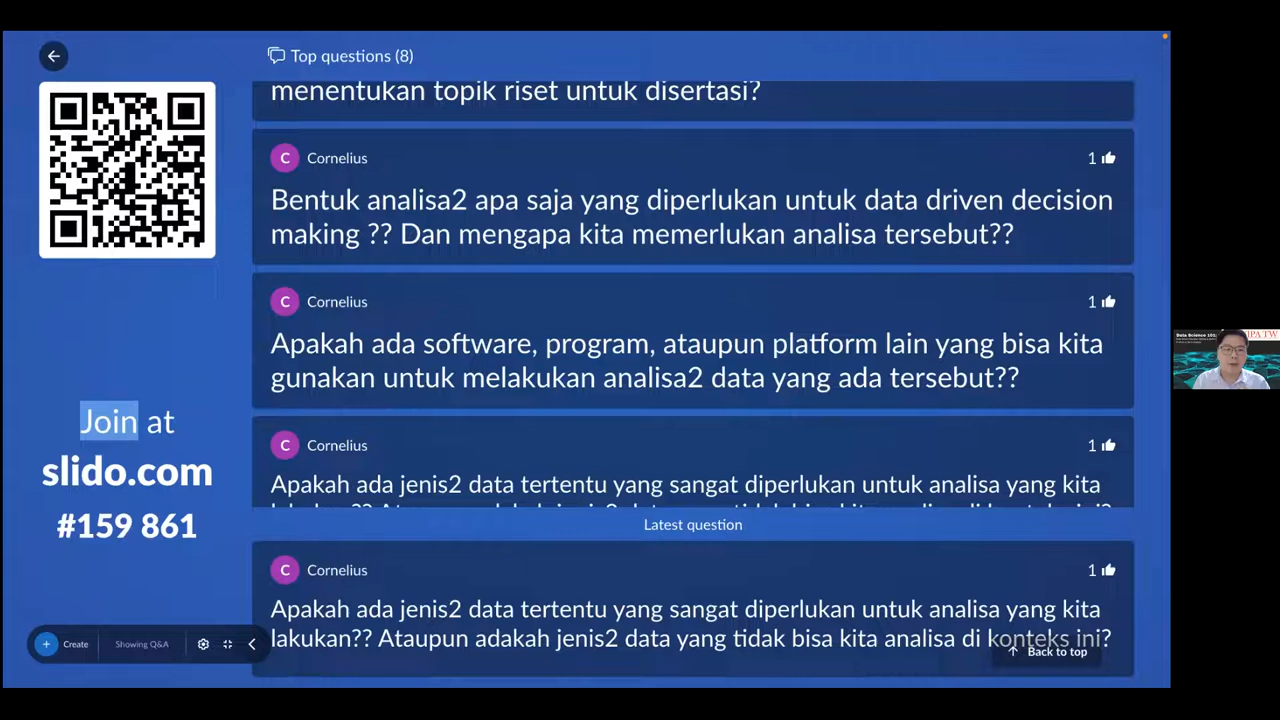 Top questions (8)
menentukan topik riset untuk disertasi?
C Cornelius 1
Bentuk analisa2 apa saja yang diperlukan untuk data driven decision
making ?? Dan mengapa kita memerlukan analisa tersebut??
C Cornelius 1
Apakah ada software, program, ataupun platform lain yang bisa kita
gunakan untuk melakukan analisa2 data yang ada tersebut??
C Cornelius 1
Apakah ada jenis2 data tertentu yang sangat diperlukan untuk analisa yang kita
Latest question
C Cornelius 1
Apakah ada jenis2 data tertentu yang sangat diperlukan untuk analisa yang kita
lakukan?? Ataupun adakah jenis2 data yang tidak bisa kita analisa di konteks ini?
Back to top
Join at
slido.com
#159 861
Create Showing Q&A
Data Science 101:
IPA TW